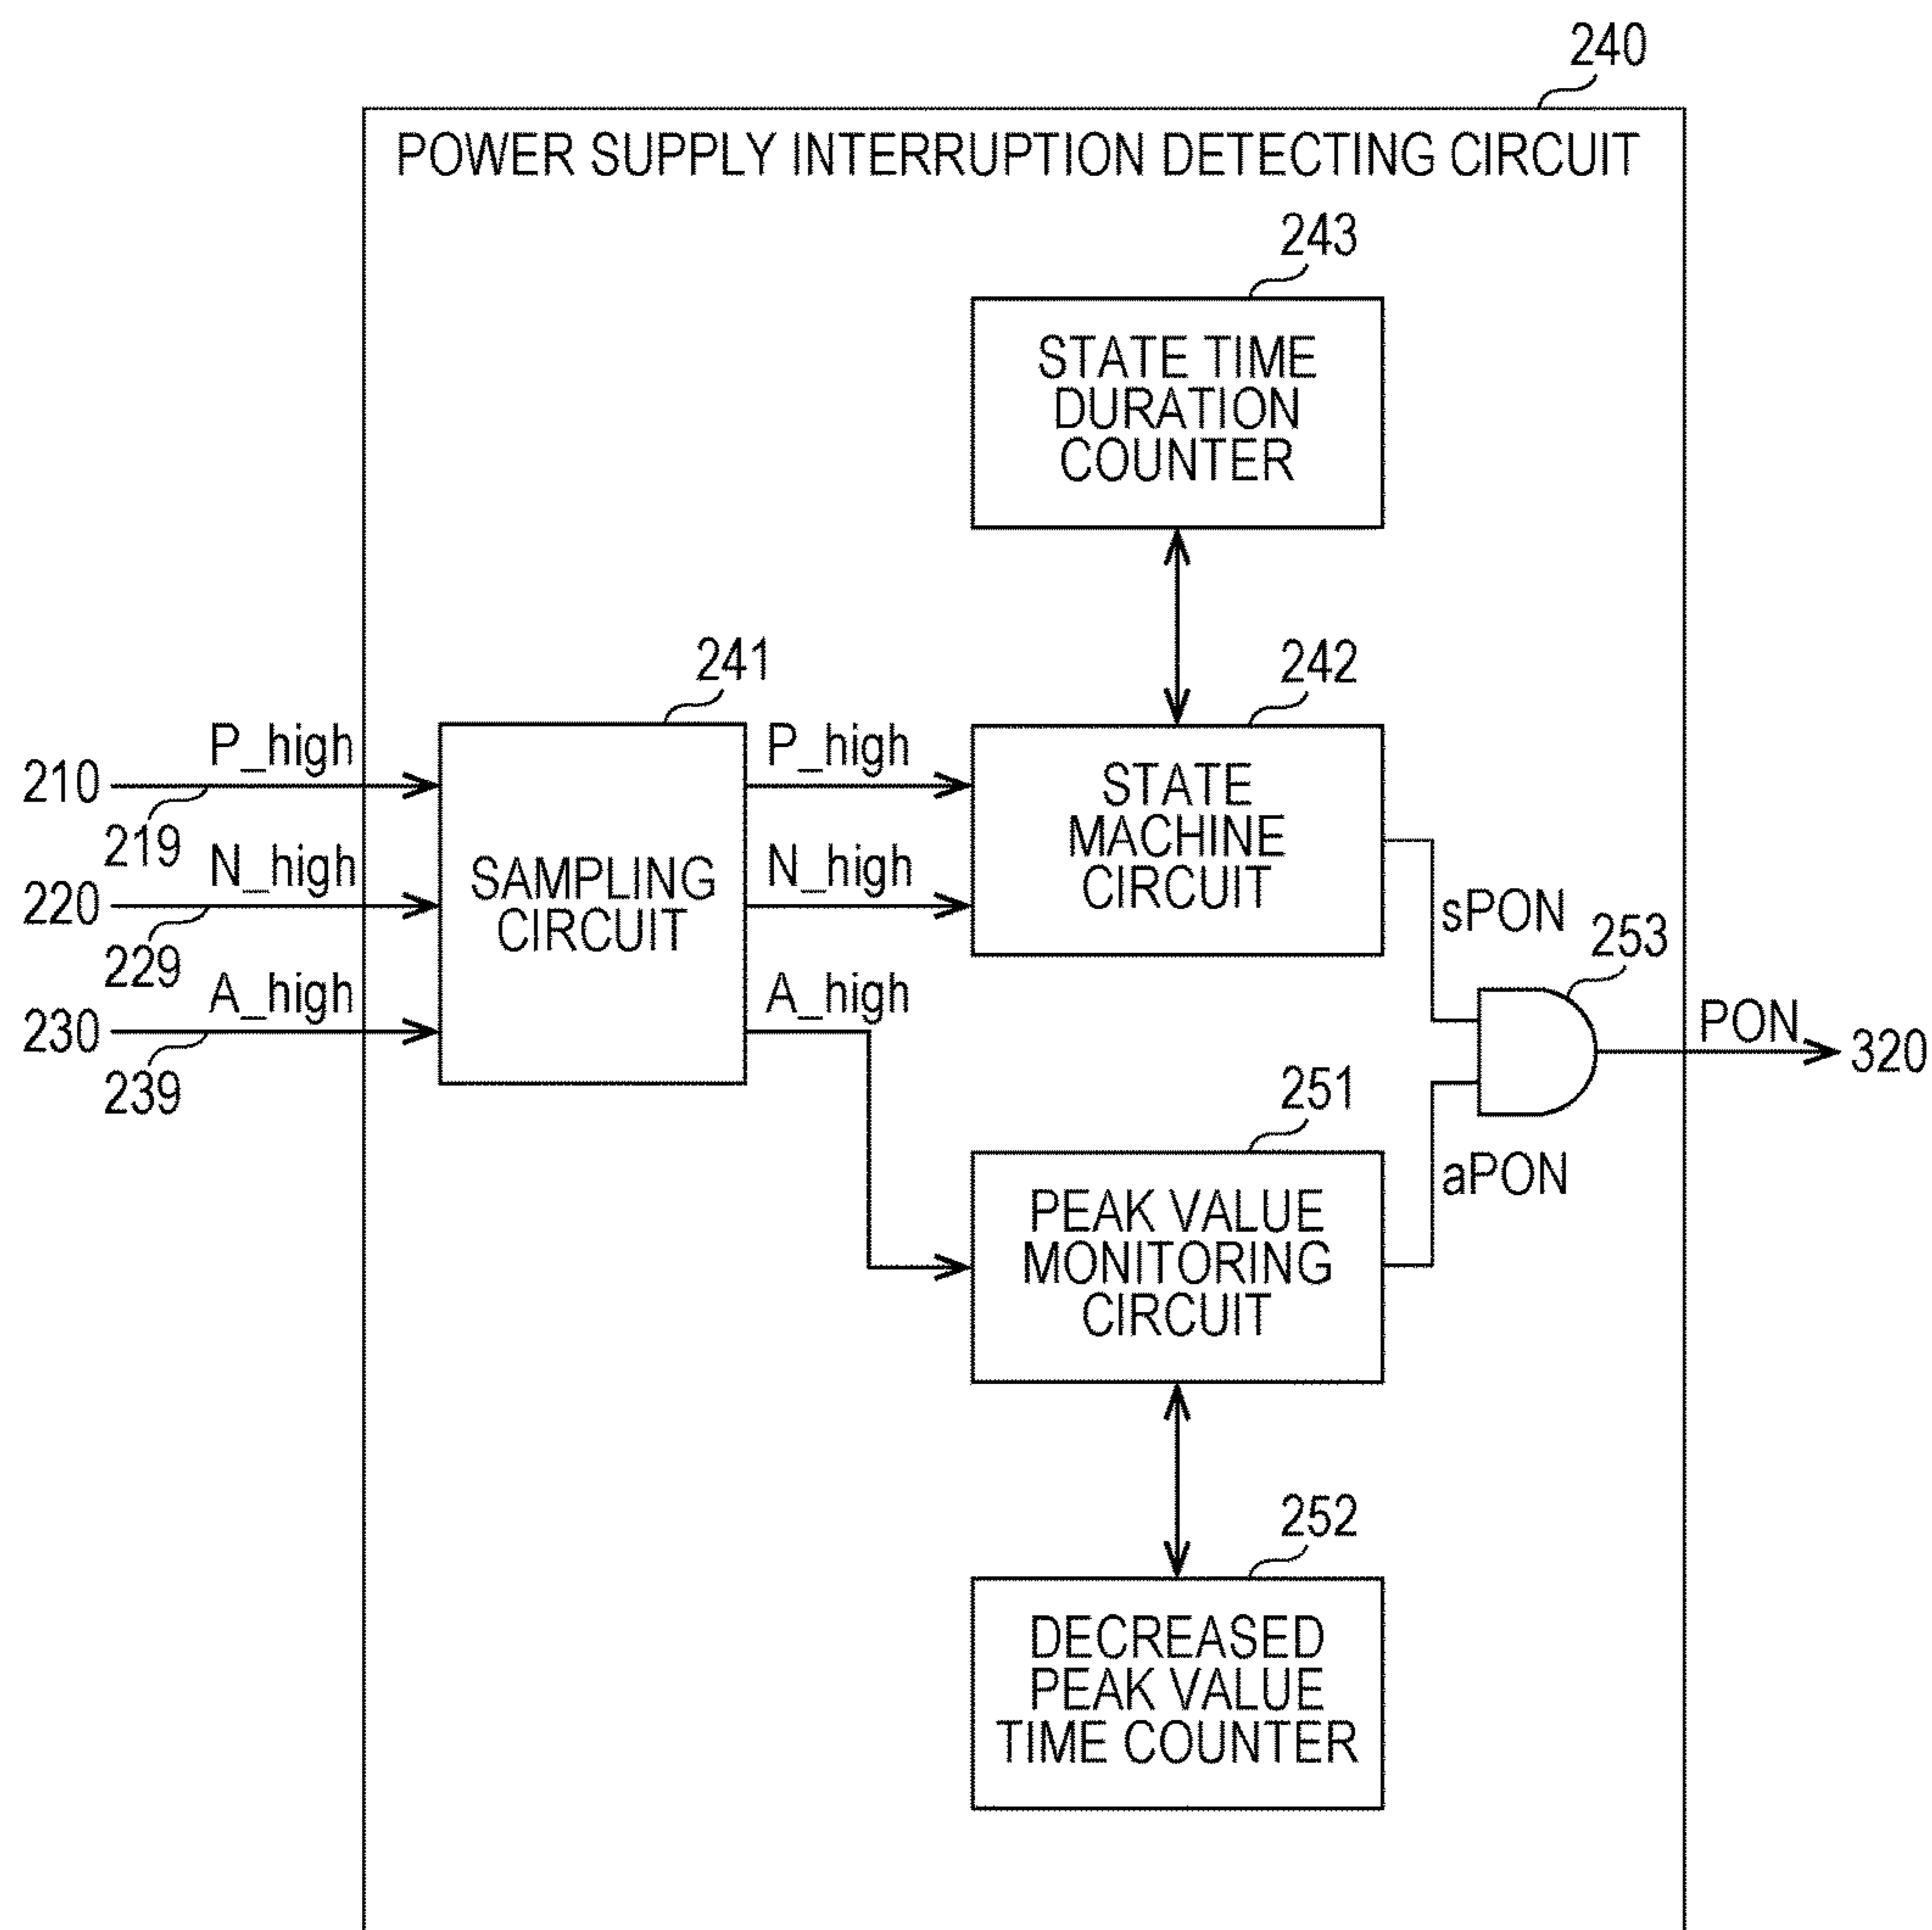 240
POWER SUPPLY INTERRUPTION DETECTING CIRCUIT
243
STATE TIME
DURATION
COUNTER
241
242
210
P_high
219
P_high
STATE
MACHINE
CIRCUIT
220
N_high
229
SAMPLING
CIRCUIT
N_high
sPON
253
230
A_high
239
A_high
PON
320
251
aPON
PEAK VALUE
MONITORING
CIRCUIT
252
DECREASED
PEAK VALUE
TIME COUNTER